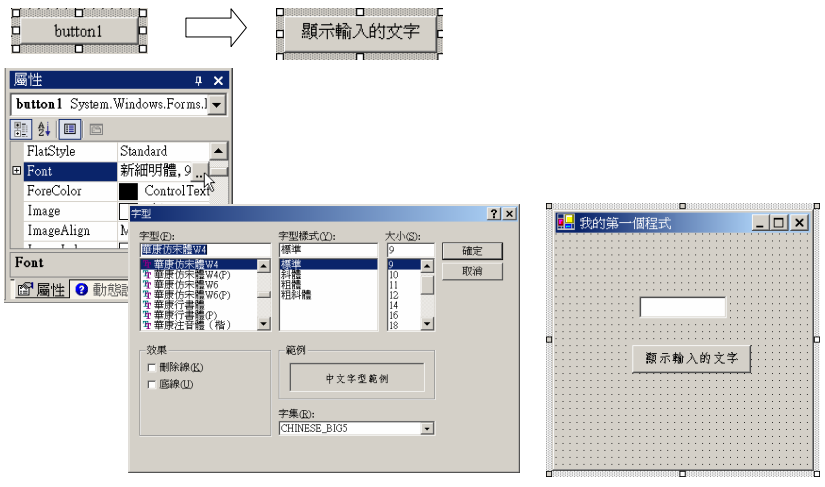 button1
顯示輸入的文字
屬性
button1 System.Windows.Forms.
FlatStyle Standard
Font 新細明體, 9 ...
ForeColor ControlText
Image
ImageAlign
Font
屬性 動態
字型
字型(F): 字型樣式(Y): 大小(S):
華康仿宋體W4 標準 9
確定
取消
華康仿宋體W4 標準 9
華康仿宋體W4(P) 斜體 10
華康仿宋體W6 粗體 11
華康仿宋體W6(P) 粗斜體 12
華康行書體 14
華康行書體(P) 16
華康注音體(楷) 18
效果
刪除線(K)
底線(U)
範例
中文字型範例
字集(R):
CHINESE_BIG5
我的第一個程式
顯示輸入的文字